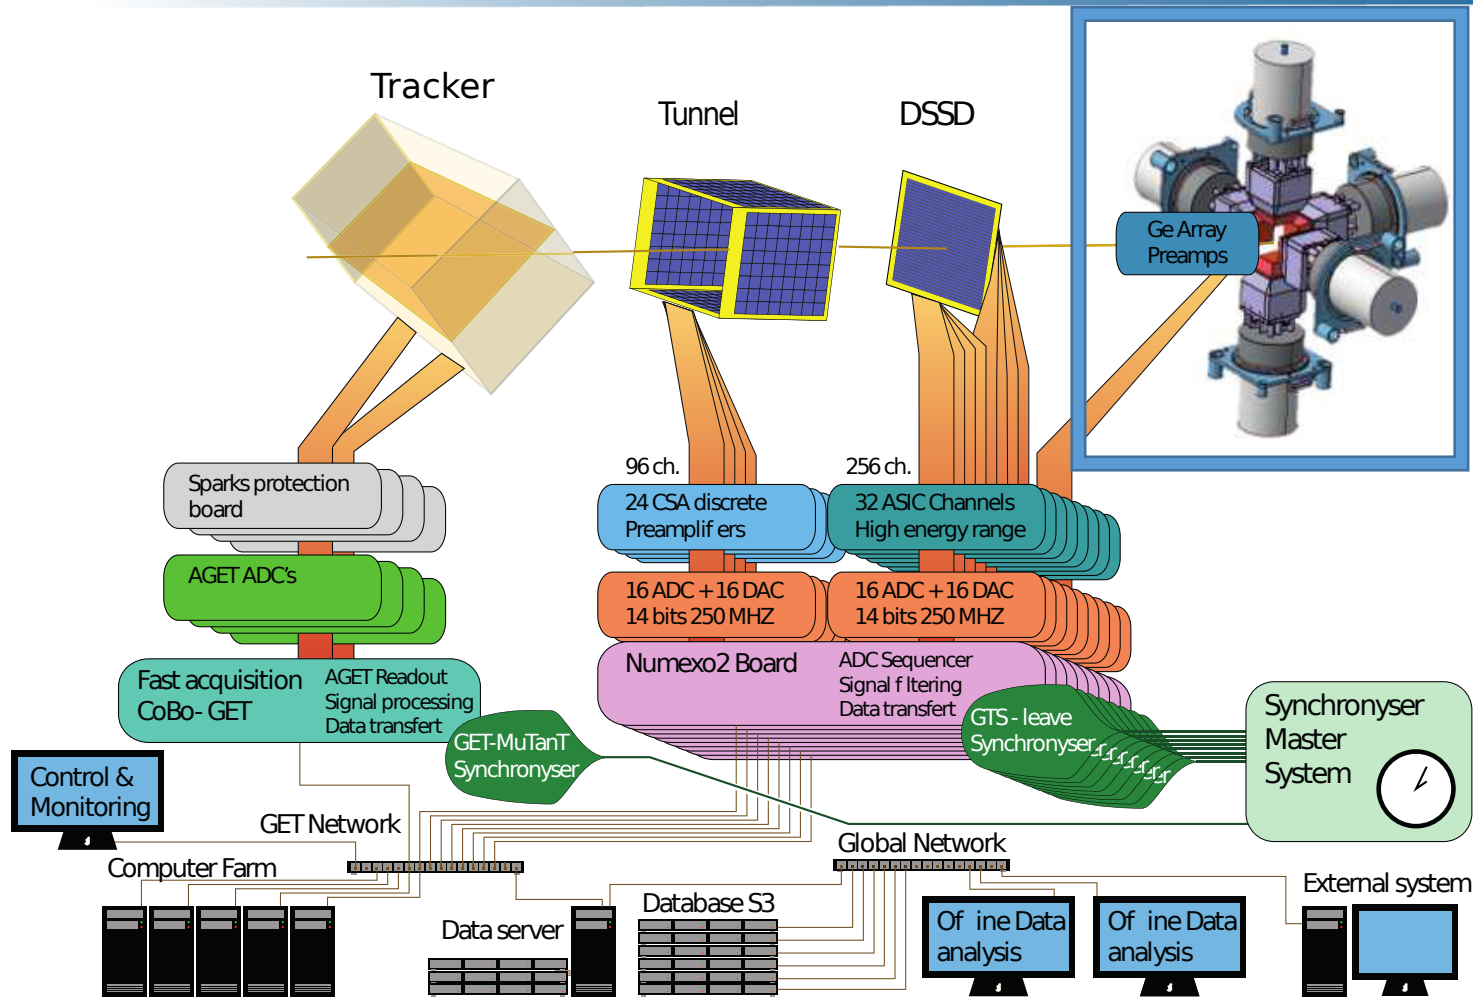 Tracker
Tunnel
DSSD
Ge Array
Preamps
96 ch.
256 ch.
Sparks protection
board
24 CSA discrete
Preamplif ers
32 ASIC Channels
High energy range
AGET ADC's
16 ADC + 16 DAC
14 bits 250 MHZ
16 ADC + 16 DAC
14 bits 250 MHZ
Fast acquisition
CoBo- GET
AGET Readout
Signal processing
Data transfert
Numexo2 Board
ADC Sequencer
Signal f ltering
Data transfert
GET-MuTanT
Synchronyser
GTS - leave
Synchronyser
Synchronyser
Master
System
Control &
Monitoring
GET Network
Global Network
Computer Farm
Data server
Database S3
External system
Of ine Data
analysis
Of ine Data
analysis